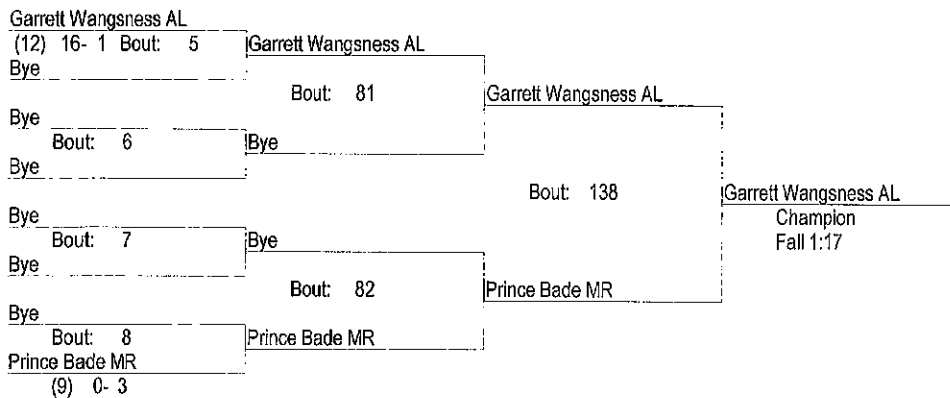 Garrett Wangsness AL
(12) 16- 1 Bout: 5
Bye
Garrett Wangsness AL
Bout: 81
Bye
Bout: 6
Bye
Bye
Garrett Wangsness AL
Bout: 138
Bye
Bout: 7
Bye
Bye
Bout: 82
Bye
Bout: 8
Prince Bade MR
(9) 0- 3
Prince Bade MR
Prince Bade MR
Garrett Wangsness AL
Champion
Fall 1:17